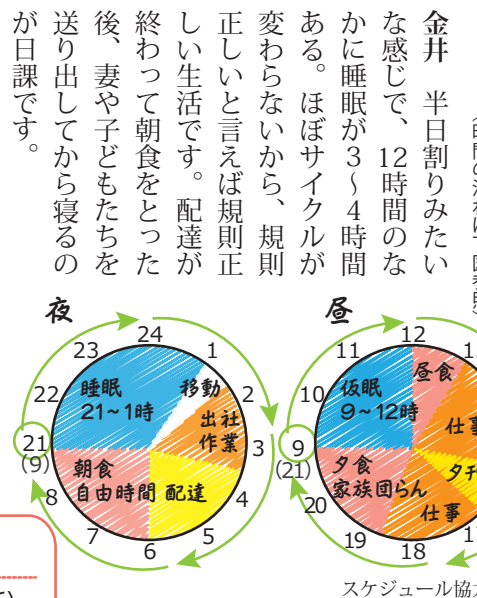 金井　半日割りみたい
な感じで、12時間のな
かに睡眠が3〜4時間
ある。ほぼサイクルが
変わらないから、規則
正しいと言えば規則正
しい生活です。配達が
終わって朝食をとった
後、妻や子どもたちを
送り出してから寝るの
が日課です。
昼
12
11
10
9
(21)
20
19
18
昼食
仮眠
9~12時
仕事
夕食
家族団らん
仕事
夜
24
23
22
21
(9)
8
7
6
5
4
3
2
1
睡眠
21~1時
移動
出社
作業
朝食
自由時間
配達
スケジュール協力